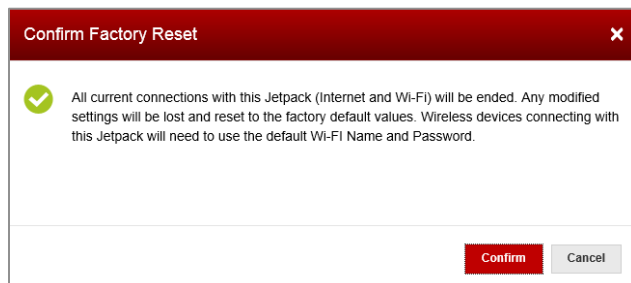 Confirm Factory Reset
All current connections with this Jetpack (Internet and Wi-Fi) will be ended. Any modified
settings will be lost and reset to the factory default values. Wireless devices connecting with
this Jetpack will need to use the default Wi-FI Name and Password.
Confirm Cancel